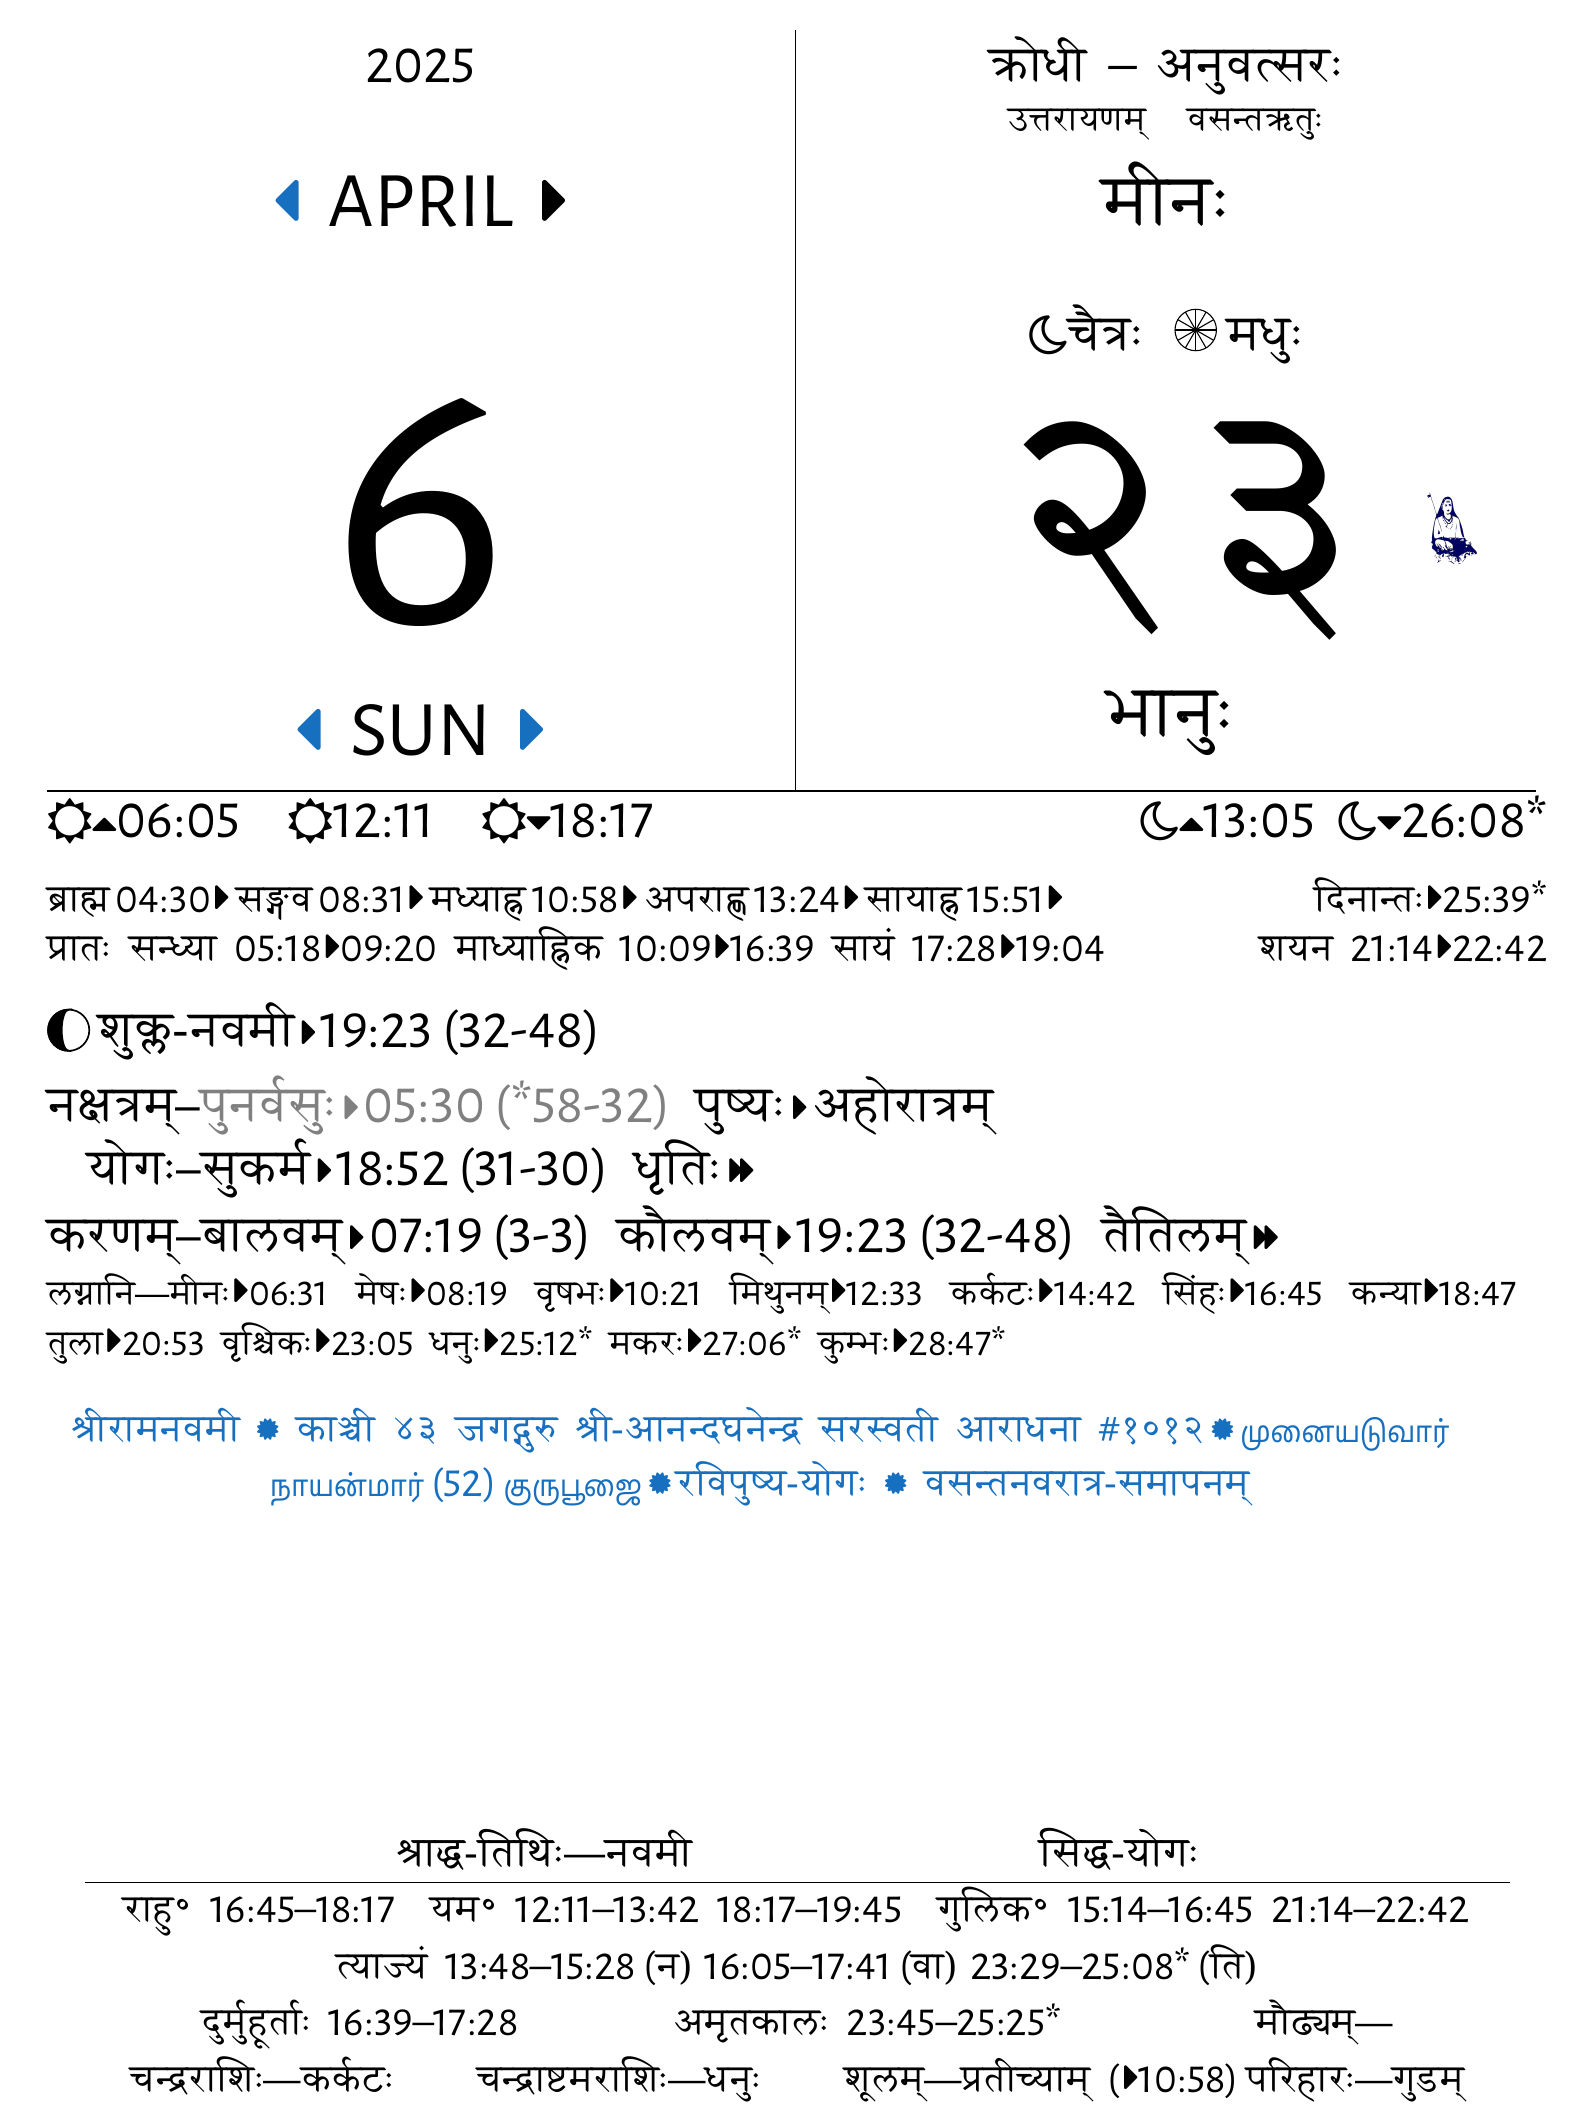 2025
APRIL
6
SUN
क्रोधी – अनुवत्सरः
उत्तरायणम् वसन्तऋतुः
मीनः
चैत्रः मधुः
२३
भानुः
06:05 12:11 18:17 13:05 26:08*
ब्राह्म 04:30 सङ्गव 08:31 मध्याह्न 10:58 अपराह्ण 13:24 सायाह्न 15:51 दिनान्तः 25:39*
प्रातः सन्ध्या 05:18 09:20 माध्याह्निक 10:09 16:39 सायं 17:28 19:04 शयन 21:14 22:42
शुक्ल-नवमी 19:23 (32-48)
नक्षत्रम्–पुनर्वसुः 05:30 (*58-32) पुष्यः अहोरात्रम्
योगः–सुकर्म 18:52 (31-30) धृतिः
करणम्–बालवम् 07:19 (3-3) कौलवम् 19:23 (32-48) तैतिलम्
लग्नानि—मीनः 06:31 मेषः 08:19 वृषभः 10:21 मिथुनम् 12:33 कर्कटः 14:42 सिंहः 16:45 कन्या 18:47
तुला 20:53 वृश्चिकः 23:05 धनुः 25:12* मकरः 27:06* कुम्भः 28:47*
श्रीरामनवमी ✹ काञ्ची ४३ जगद्गुरु श्री-आनन्दघनेन्द्र सरस्वती आराधना #१०१२ ✹ முனையடுவார்
நாயன்மார் (52) குருபூஜை ✹ रविपुष्य-योगः ✹ वसन्तनवरात्र-समापनम्
श्राद्ध-तिथिः—नवमी सिद्ध-योगः
राहु॰ 16:45–18:17 यम॰ 12:11–13:42 18:17–19:45 गुलिक॰ 15:14–16:45 21:14–22:42
त्याज्यं 13:48–15:28 (न) 16:05–17:41 (वा) 23:29–25:08* (ति)
दुर्मुहूर्ताः 16:39–17:28 अमृतकालः 23:45–25:25* मौढ्यम्—
चन्द्रराशिः—कर्कटः चन्द्राष्टमराशिः—धनुः शूलम्—प्रतीच्याम् (10:58) परिहारः—गुडम्